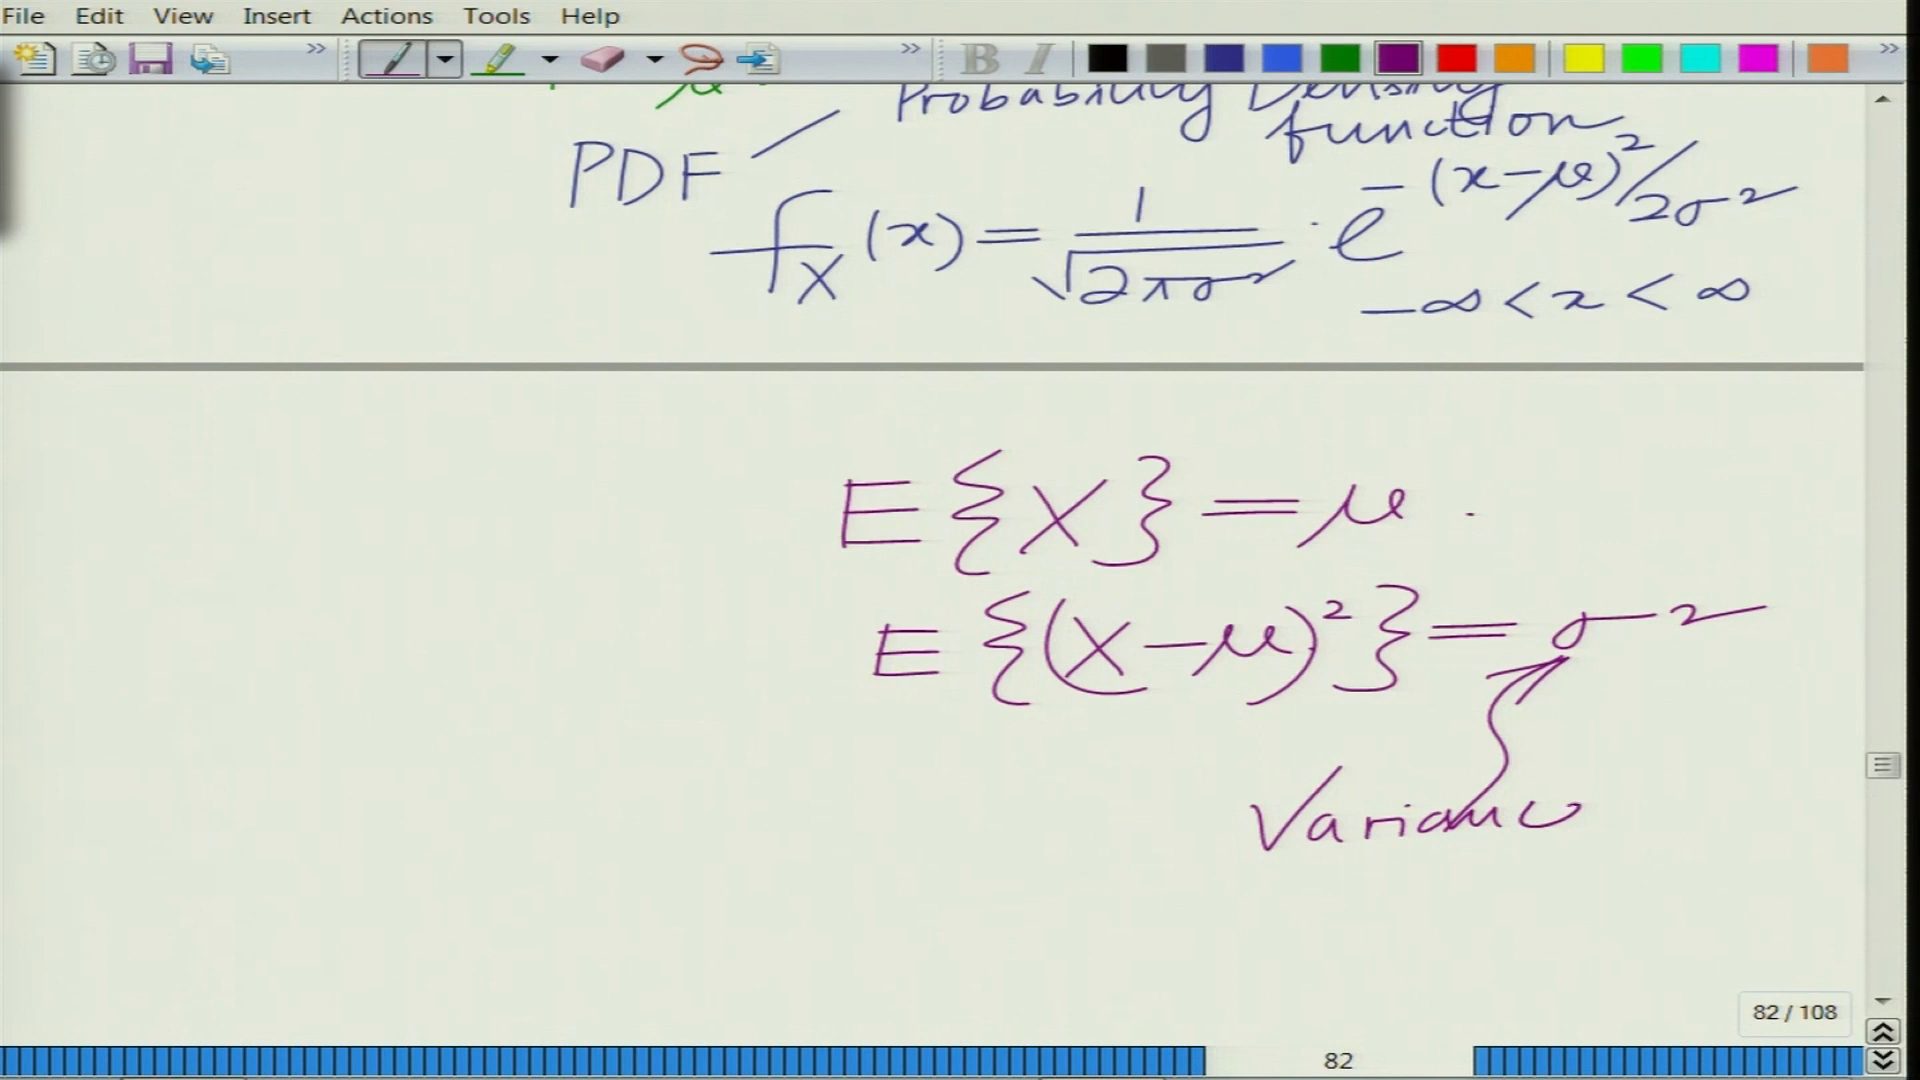 File Edit View Insert Actions Tools Help
B I
Probability Density
function
PDF
f_X(x) = 1/√(2πσ²) · e^(-(x-μ)²/2σ²)
-∞ < x < ∞
E{X} = μ .
E{(X-μ)²} = σ²
Variance
82 / 108
82